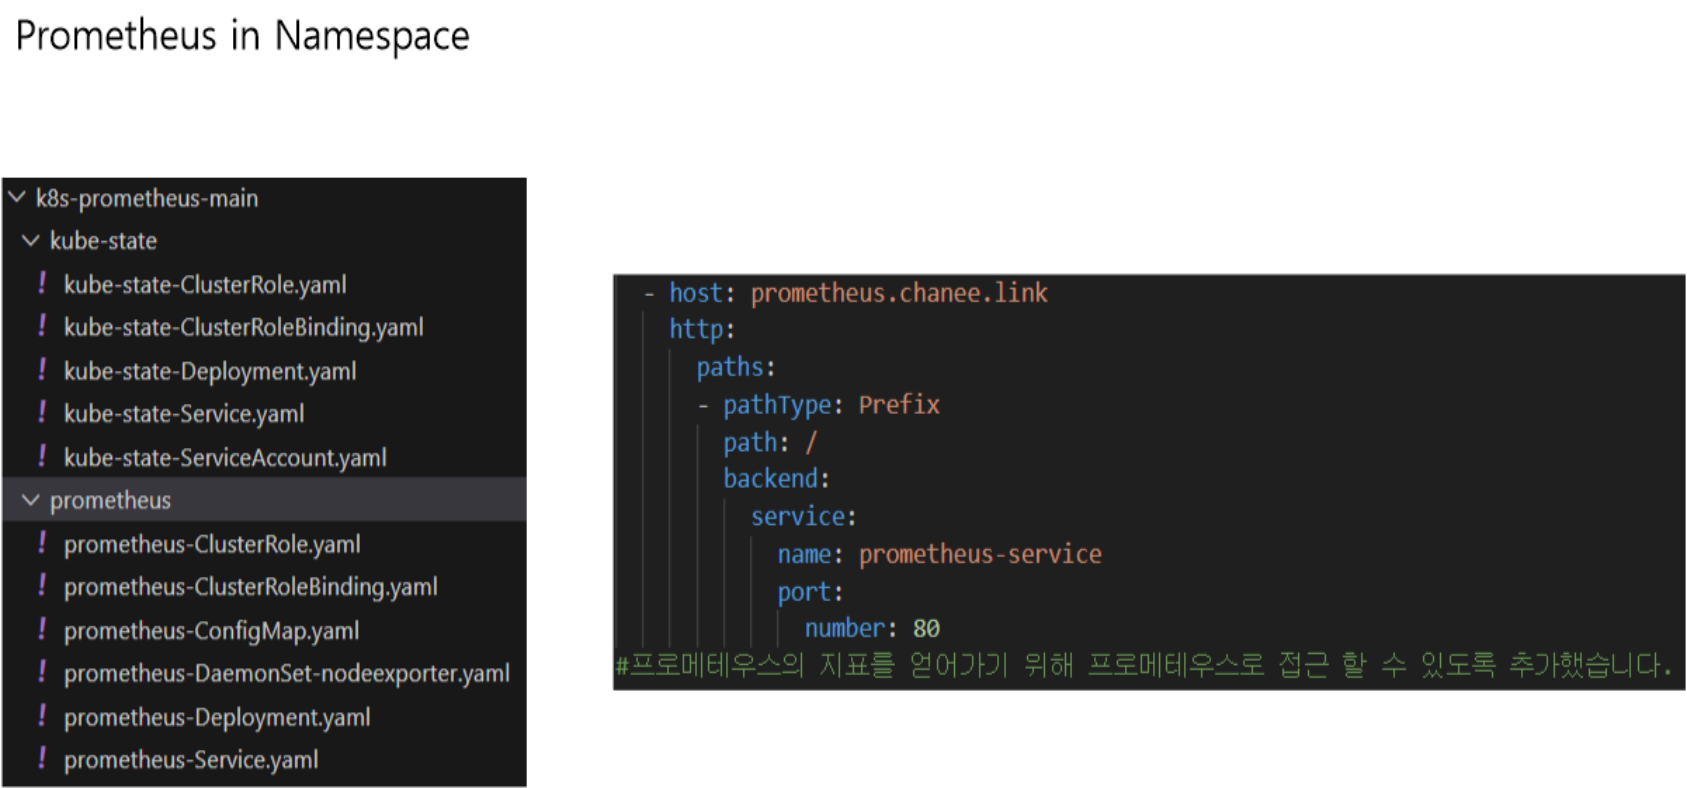 Prometheus in Namespace
k8s-prometheus-main
kube-state
! kube-state-ClusterRole.yaml
! kube-state-ClusterRoleBinding.yaml
! kube-state-Deployment.yaml
! kube-state-Service.yaml
! kube-state-ServiceAccount.yaml
prometheus
! prometheus-ClusterRole.yaml
! prometheus-ClusterRoleBinding.yaml
! prometheus-ConfigMap.yaml
! prometheus-DaemonSet-nodeexporter.yaml
! prometheus-Deployment.yaml
! prometheus-Service.yaml
- host: prometheus.chanee.link
http:
paths:
- pathType: Prefix
path: /
backend:
service:
name: prometheus-service
port:
number: 80
#프로메테우스의 지표를 얻어가기 위해 프로메테우스로 접근 할 수 있도록 추가했습니다.